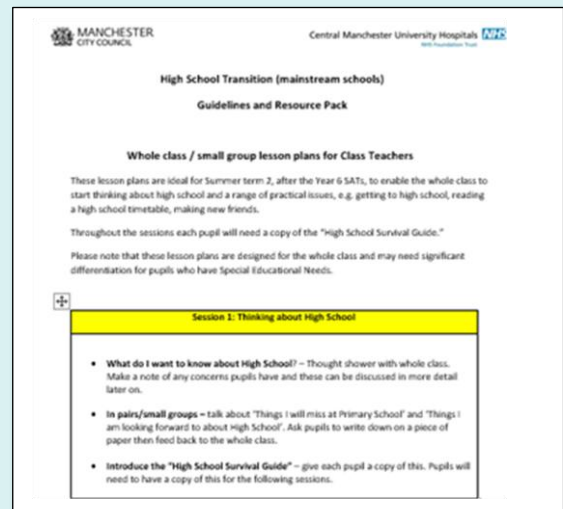 MANCHESTER
CITY COUNCIL
Central Manchester University Hospitals NHS
NHS Foundation Trust
High School Transition (mainstream schools)
Guidelines and Resource Pack
Whole class / small group lesson plans for Class Teachers
These lesson plans are ideal for Summer term 2, after the Year 6 SATs, to enable the whole class to
start thinking about high school and a range of practical issues, e.g. getting to high school, reading
a high school timetable, making new friends.
Throughout the sessions each pupil will need a copy of the "High School Survival Guide."
Please note that these lesson plans are designed for the whole class and may need significant
differentiation for pupils who have Special Educational Needs.
Session 1: Thinking about High School
• What do I want to know about High School? – Thought shower with whole class.
Make a note of any concerns pupils have and these can be discussed in more detail
later on.
• In pairs/small groups – talk about 'Things I will miss at Primary School' and 'Things I
am looking forward to about High School'. Ask pupils to write down on a piece of
paper then feed back to the whole class.
• Introduce the "High School Survival Guide" – give each pupil a copy of this. Pupils will
need to have a copy of this for the following sessions.